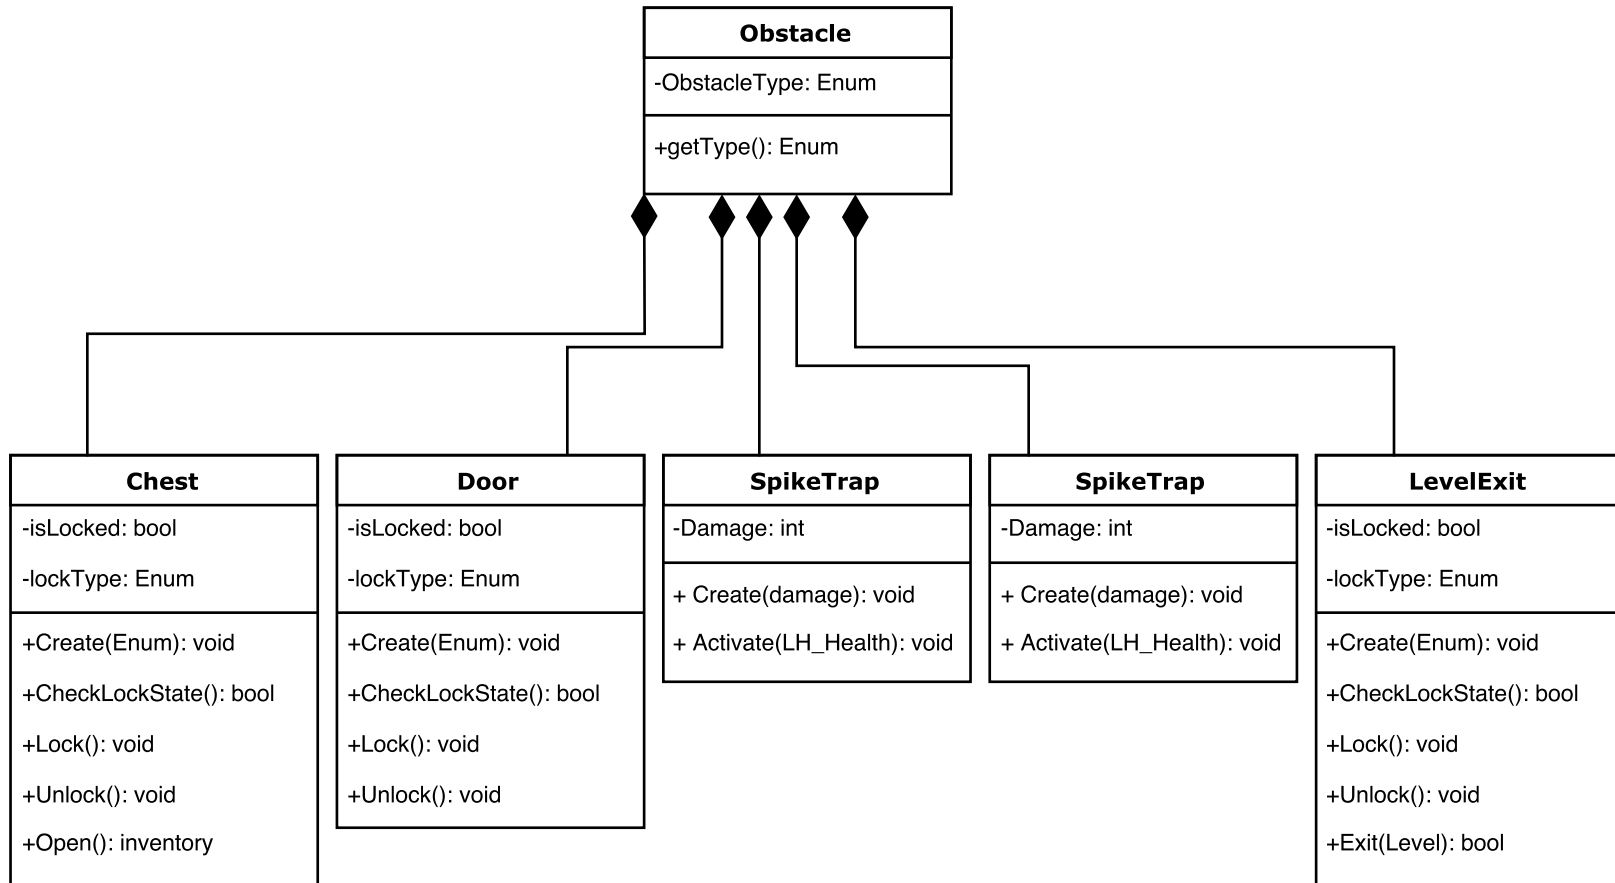 Obstacle
-ObstacleType: Enum
+getType(): Enum
Chest
-isLocked: bool
-lockType: Enum
+Create(Enum): void
+CheckLockState(): bool
+Lock(): void
+Unlock(): void
+Open(): inventory
Door
-isLocked: bool
-lockType: Enum
+Create(Enum): void
+CheckLockState(): bool
+Lock(): void
+Unlock(): void
SpikeTrap
-Damage: int
+ Create(damage): void
+ Activate(LH_Health): void
SpikeTrap
-Damage: int
+ Create(damage): void
+ Activate(LH_Health): void
LevelExit
-isLocked: bool
-lockType: Enum
+Create(Enum): void
+CheckLockState(): bool
+Lock(): void
+Unlock(): void
+Exit(Level): bool